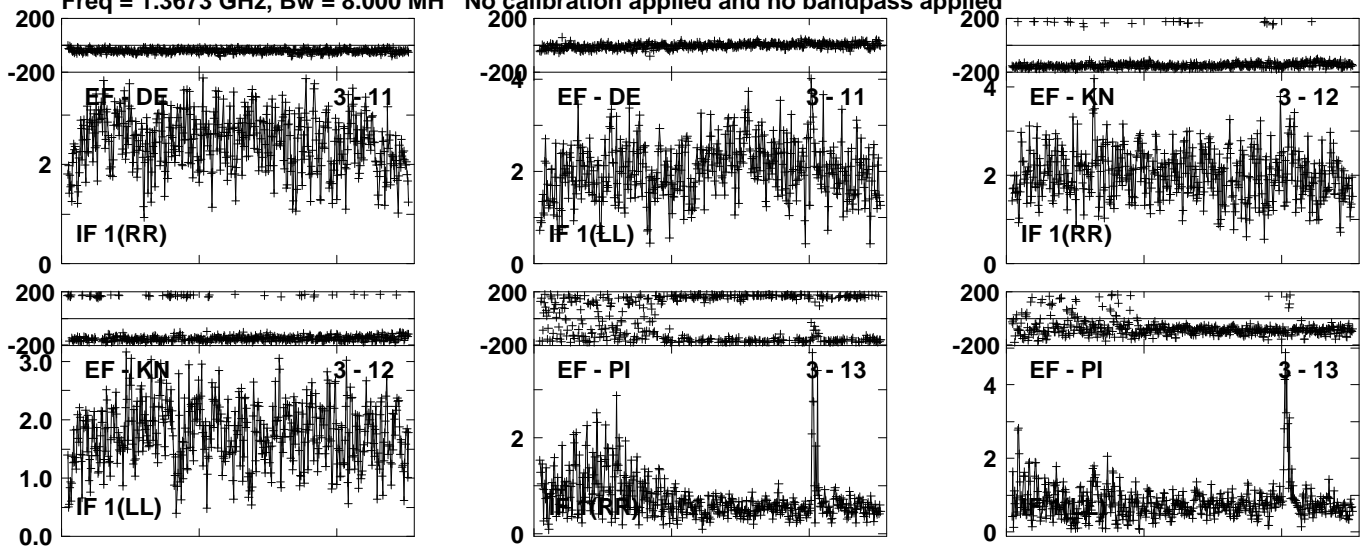 Freq = 1.3673 GHz, Bw = 8.000 MH No calibration applied and no bandpass applied
200
-200
EF - DE 3 - 11
2
IF 1(RR)
0
-200
4
EF - DE 3 - 11
2
IF 1(LL)
0
200
-200
4
EF - KN 3 - 12
2
IF 1(RR)
0
200
-200
3.0
EF - KN 3 - 12
2.0
1.0
IF 1(LL)
0.0
200
-200
EF - PI 3 - 13
2
IF 1(RR)
0
200
-200
4
EF - PI 3 - 13
2
0